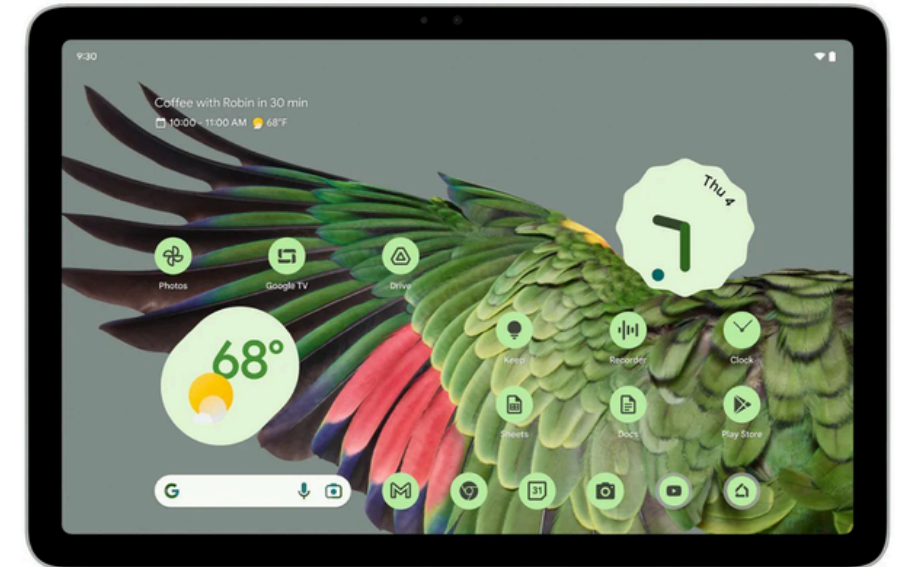 9:30
Coffee with Robin in 30 min
10:00 - 11:00 AM 68°F
Thu 4
Photos
Google TV
Drive
68°
Keep
Recorder
Clock
Sheets
Docs
Play Store
G
31